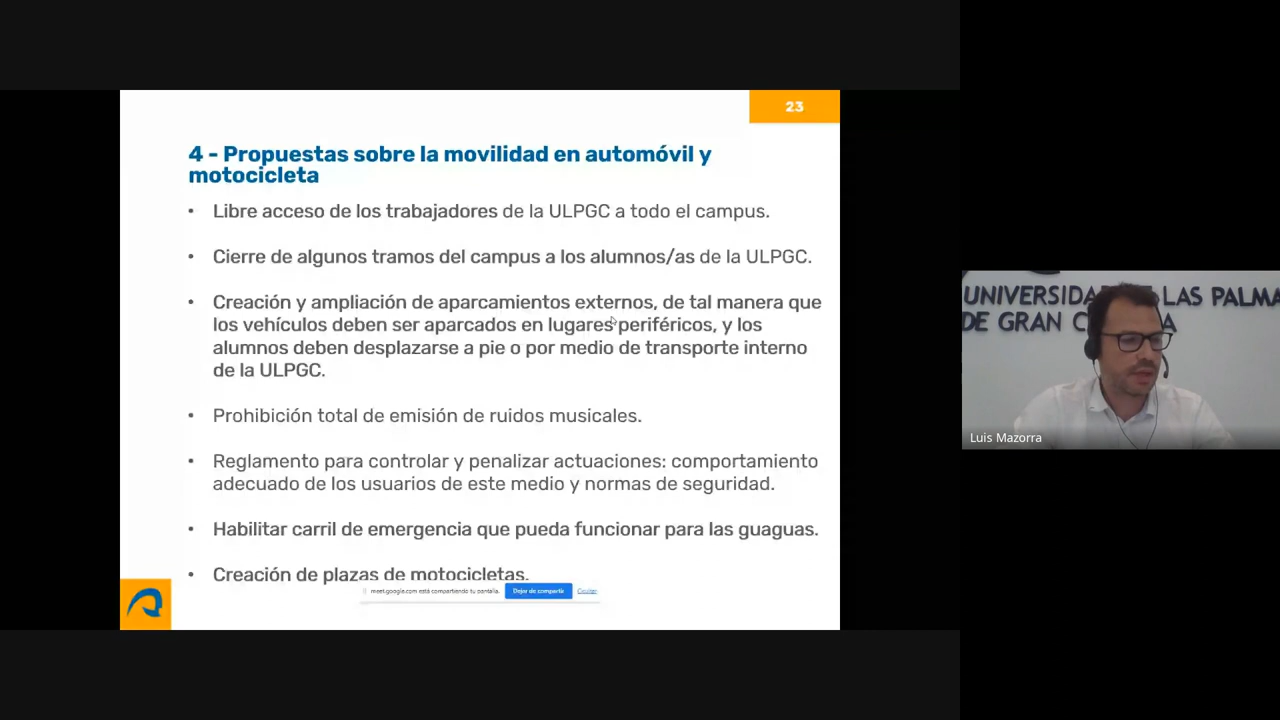 23
4 - Propuestas sobre la movilidad en automóvil y
motocicleta
• Libre acceso de los trabajadores de la ULPGC a todo el campus.
• Cierre de algunos tramos del campus a los alumnos/as de la ULPGC.
• Creación y ampliación de aparcamientos externos, de tal manera que
los vehículos deben ser aparcados en lugares periféricos, y los
alumnos deben desplazarse a pie o por medio de transporte interno
de la ULPGC.
• Prohibición total de emisión de ruidos musicales.
• Reglamento para controlar y penalizar actuaciones: comportamiento
adecuado de los usuarios de este medio y normas de seguridad.
• Habilitar carril de emergencia que pueda funcionar para las guaguas.
• Creación de plazas de motocicletas.
meet.google.com está compartiendo tu pantalla. Dejar de compartir Ocultar
UNIVERSIDA LAS PALMA
DE GRAN C A
Luis Mazorra